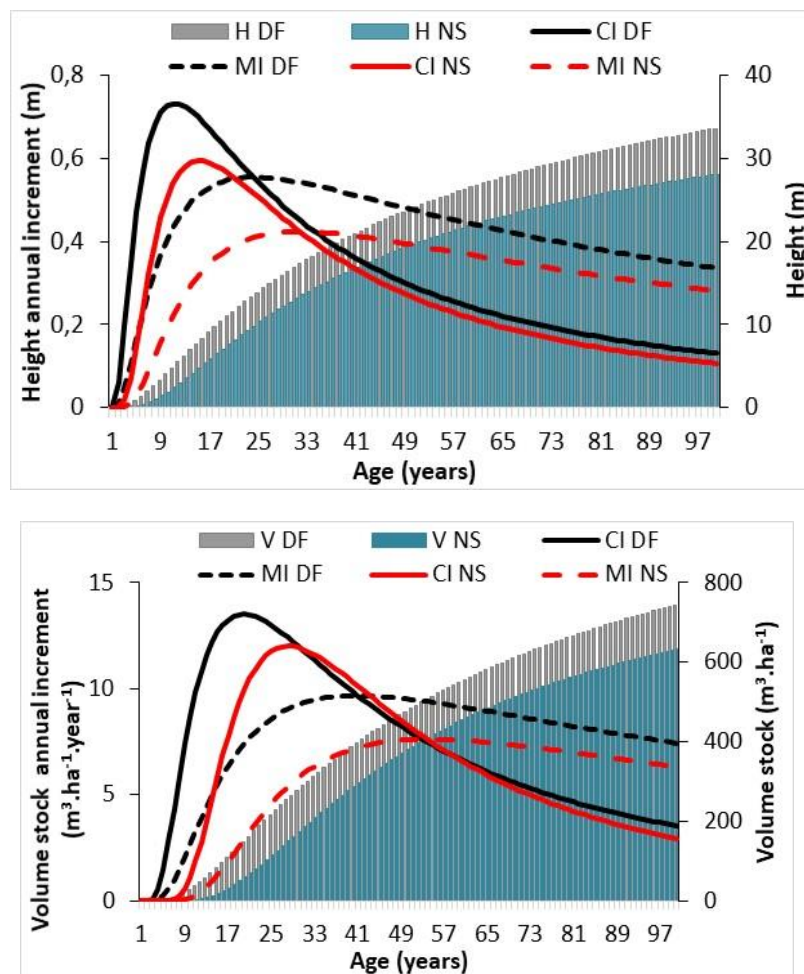 H DF H NS CI DF
MI DF CI NS MI NS
Height annual increment (m)
0,8
0,6
0,4
0,2
0
40
30
20
10
0
Height (m)
1 9 17 25 33 41 49 57 65 73 81 89 97
Age (years)
V DF V NS CI DF
MI DF CI NS MI NS
Volume stock annual increment
(m³.ha⁻¹.year⁻¹)
15
10
5
0
800
600
400
200
0
Volume stock (m³.ha⁻¹)
1 9 17 25 33 41 49 57 65 73 81 89 97
Age (years)